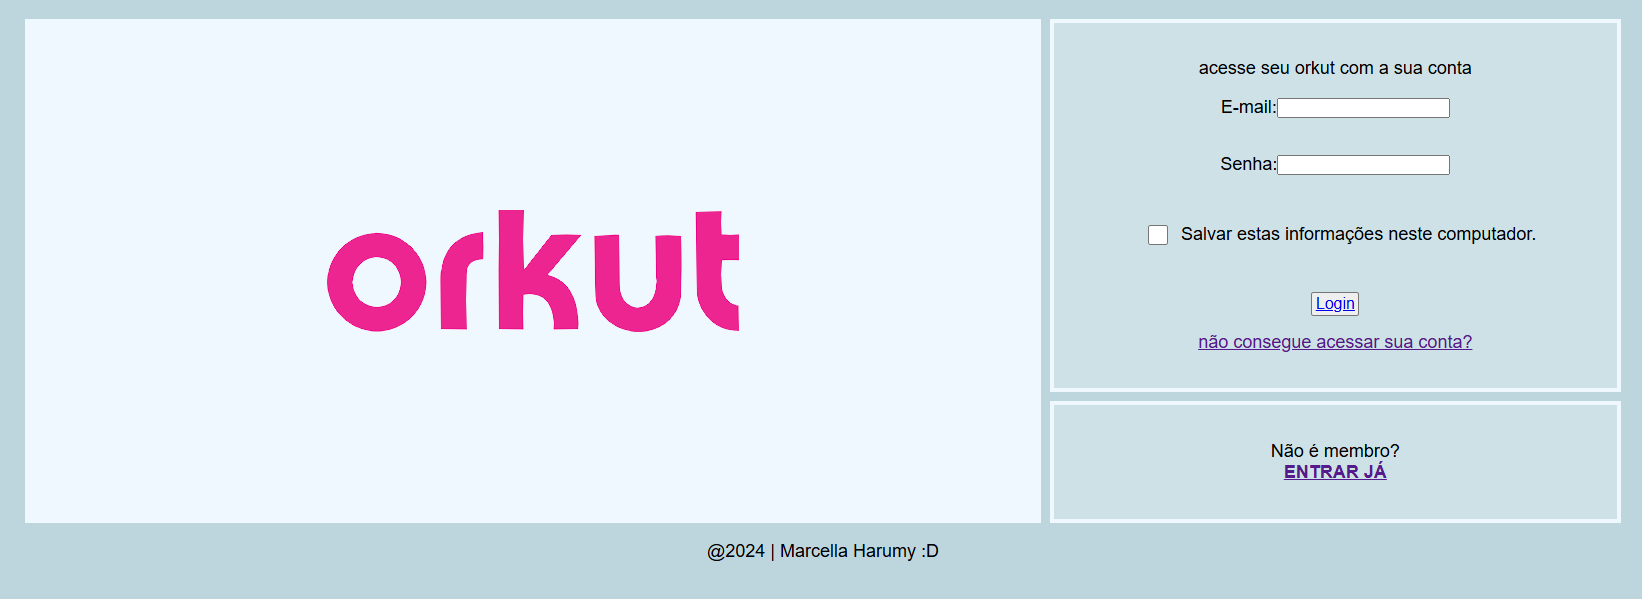 orkut
acesse seu orkut com a sua conta
E-mail:
Senha:
Salvar estas informações neste computador.
Login
não consegue acessar sua conta?
Não é membro?
ENTRAR JÁ
@2024 | Marcella Harumy :D